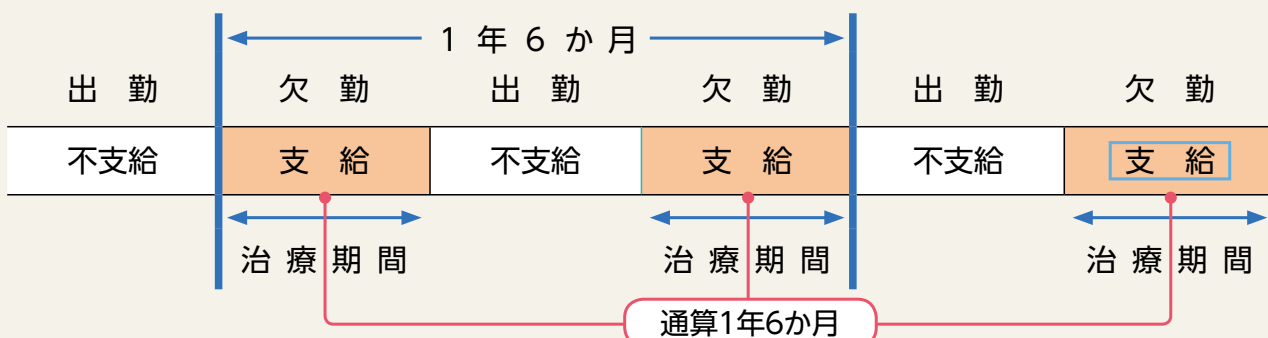 1年6か月
出勤 欠勤 出勤 欠勤 出勤 欠勤
不支給 支給 不支給 支給 不支給 支給
治療期間 治療期間 治療期間
通算1年6か月